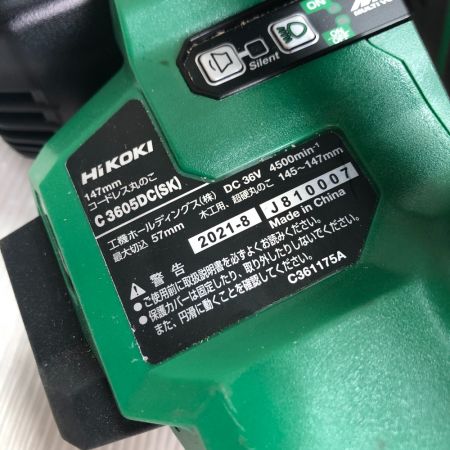 ON
Silent
HiKOKI
147mm
コードレス丸のこ
C 3605DC(SK)
工機ホールディングス(株) DC 36V 4500min-1
最大切込 57mm 木工用、超硬丸のこ 145~147mm
2021-8 J810007
Made in China
警告
●ご使用前に取扱説明書を必ずよくお読みください。
●保護カバーは固定したり、取り外したりしないでください。
また、円滑に動くことを確認してください。
C361175A